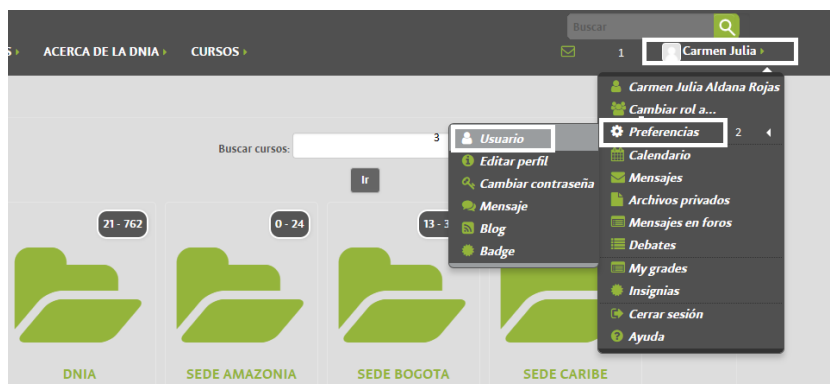 Buscar
S ACERCA DE LA DNIA CURSOS 1 Carmen Julia
Carmen Julia Aldana Rojas
Cambiar rol a...
Preferencias 2
Calendario
Mensajes
Archivos privados
Mensajes en foros
Debates
My grades
Insignias
Cerrar sesión
Ayuda
3 Usuario
Editar perfil
Cambiar contraseña
Mensaje
Blog
Badge
Buscar cursos:
Ir
21 - 762 0 - 24 13 - 3
DNIA SEDE AMAZONIA SEDE BOGOTA SEDE CARIBE